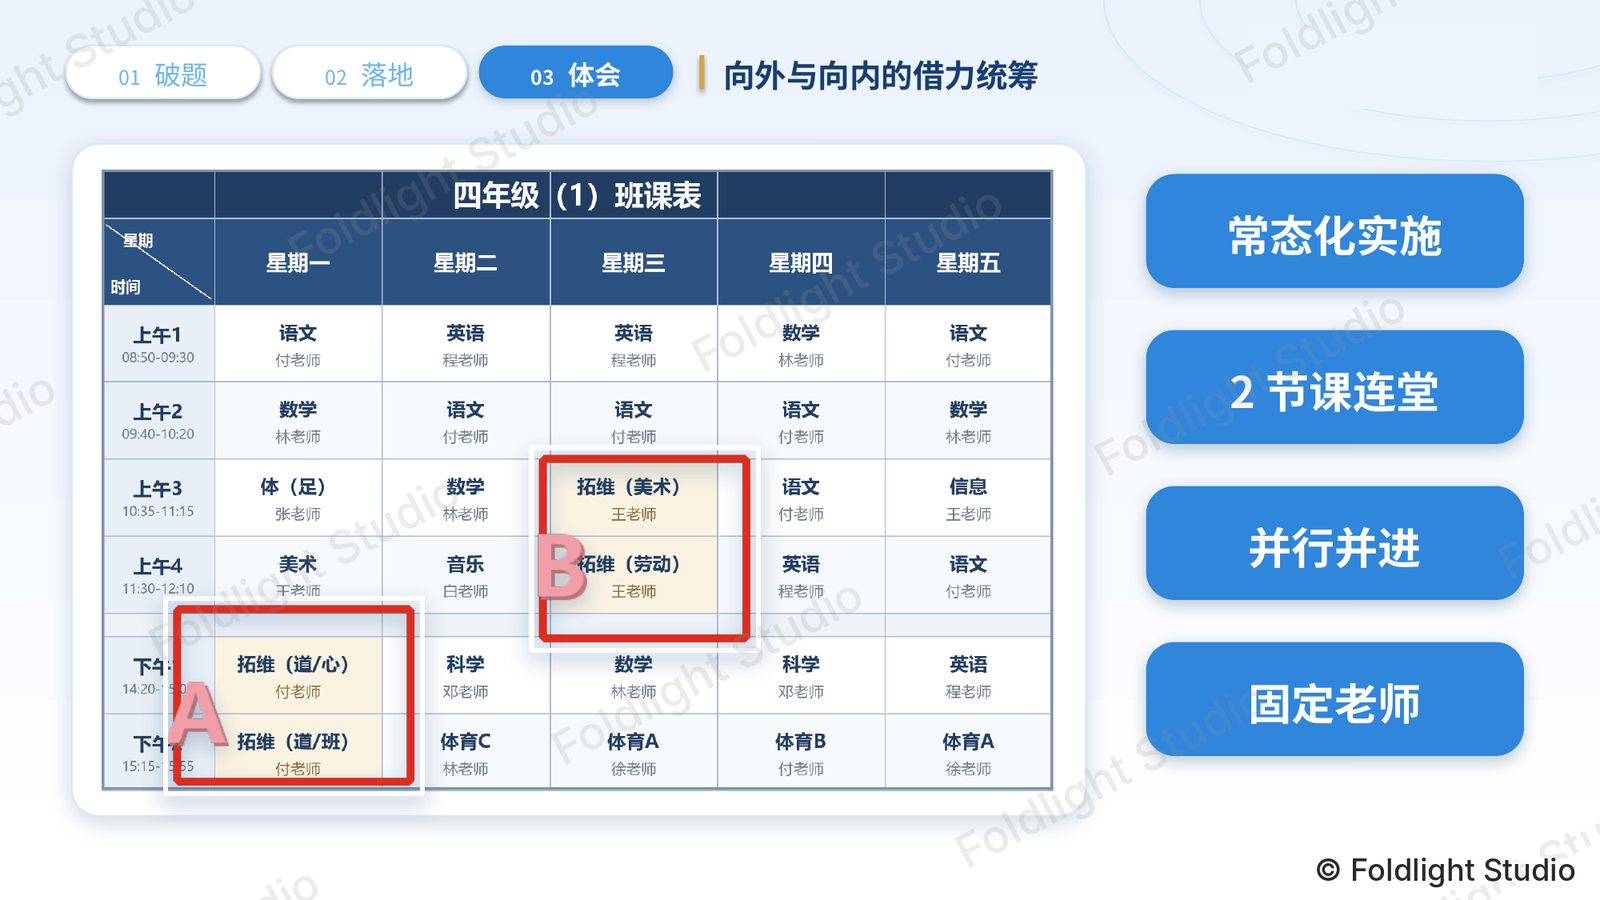 01 破题
02 落地
03 体会
向外与向内的借力统筹
四年级（1）班课表
星期
时间
星期一 星期二 星期三 星期四 星期五
上午1 语文 英语 英语 数学 语文
08:50-09:30 付老师 程老师 程老师 林老师 付老师
上午2 数学 语文 语文 语文 数学
09:40-10:20 林老师 付老师 付老师 付老师 林老师
上午3 体（足） 数学 拓维（美术） 语文 信息
10:35-11:15 张老师 林老师 王老师 付老师 王老师
上午4 美术 音乐 拓维（劳动） 英语 语文
11:30-12:10 王老师 白老师 王老师 程老师 付老师
B
下午 拓维（道/心） 科学 数学 科学 英语
14:20- 付老师 邓老师 林老师 邓老师 程老师
A
下午 拓维（道/班） 体育C 体育A 体育B 体育A
15:15- 付老师 林老师 徐老师 付老师 徐老师
常态化实施
2 节课连堂
并行并进
固定老师
© Foldlight Studio
Foldlight Studio